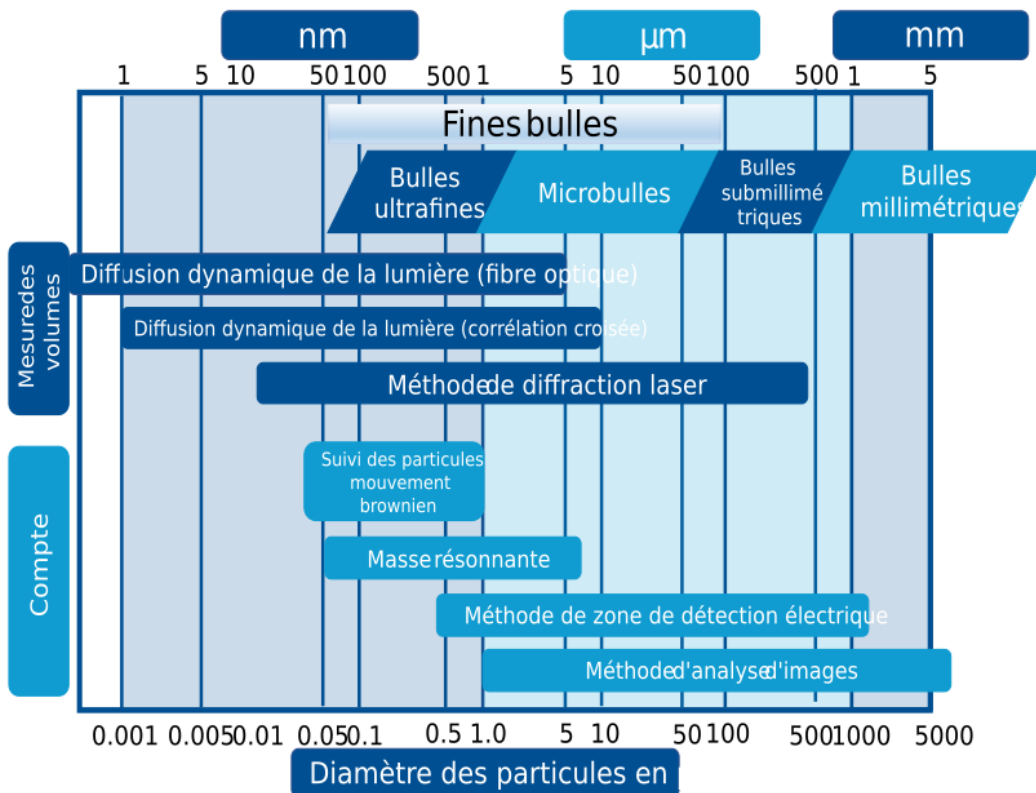 nm µm mm
1 5 10 50 100 500 1 5 10 50 100 500 1 5
Fines bulles
Bulles
ultrafines
Microbulles
Bulles
submillimé
triques
Bulles
millimétriques
Mesuredes
volumes
Diffusion dynamique de la lumière (fibre optique)
Diffusion dynamique de la lumière (corrélation croisée)
Méthode de diffraction laser
Compte
Suivi des particules
mouvement
brownien
Masse résonnante
Méthode de zone de détection électrique
Méthode d'analyse d'images
0.001 0.005 0.01 0.05 0.1 0.5 1.0 5 10 50 100 500 1000 5000
Diamètre des particules en